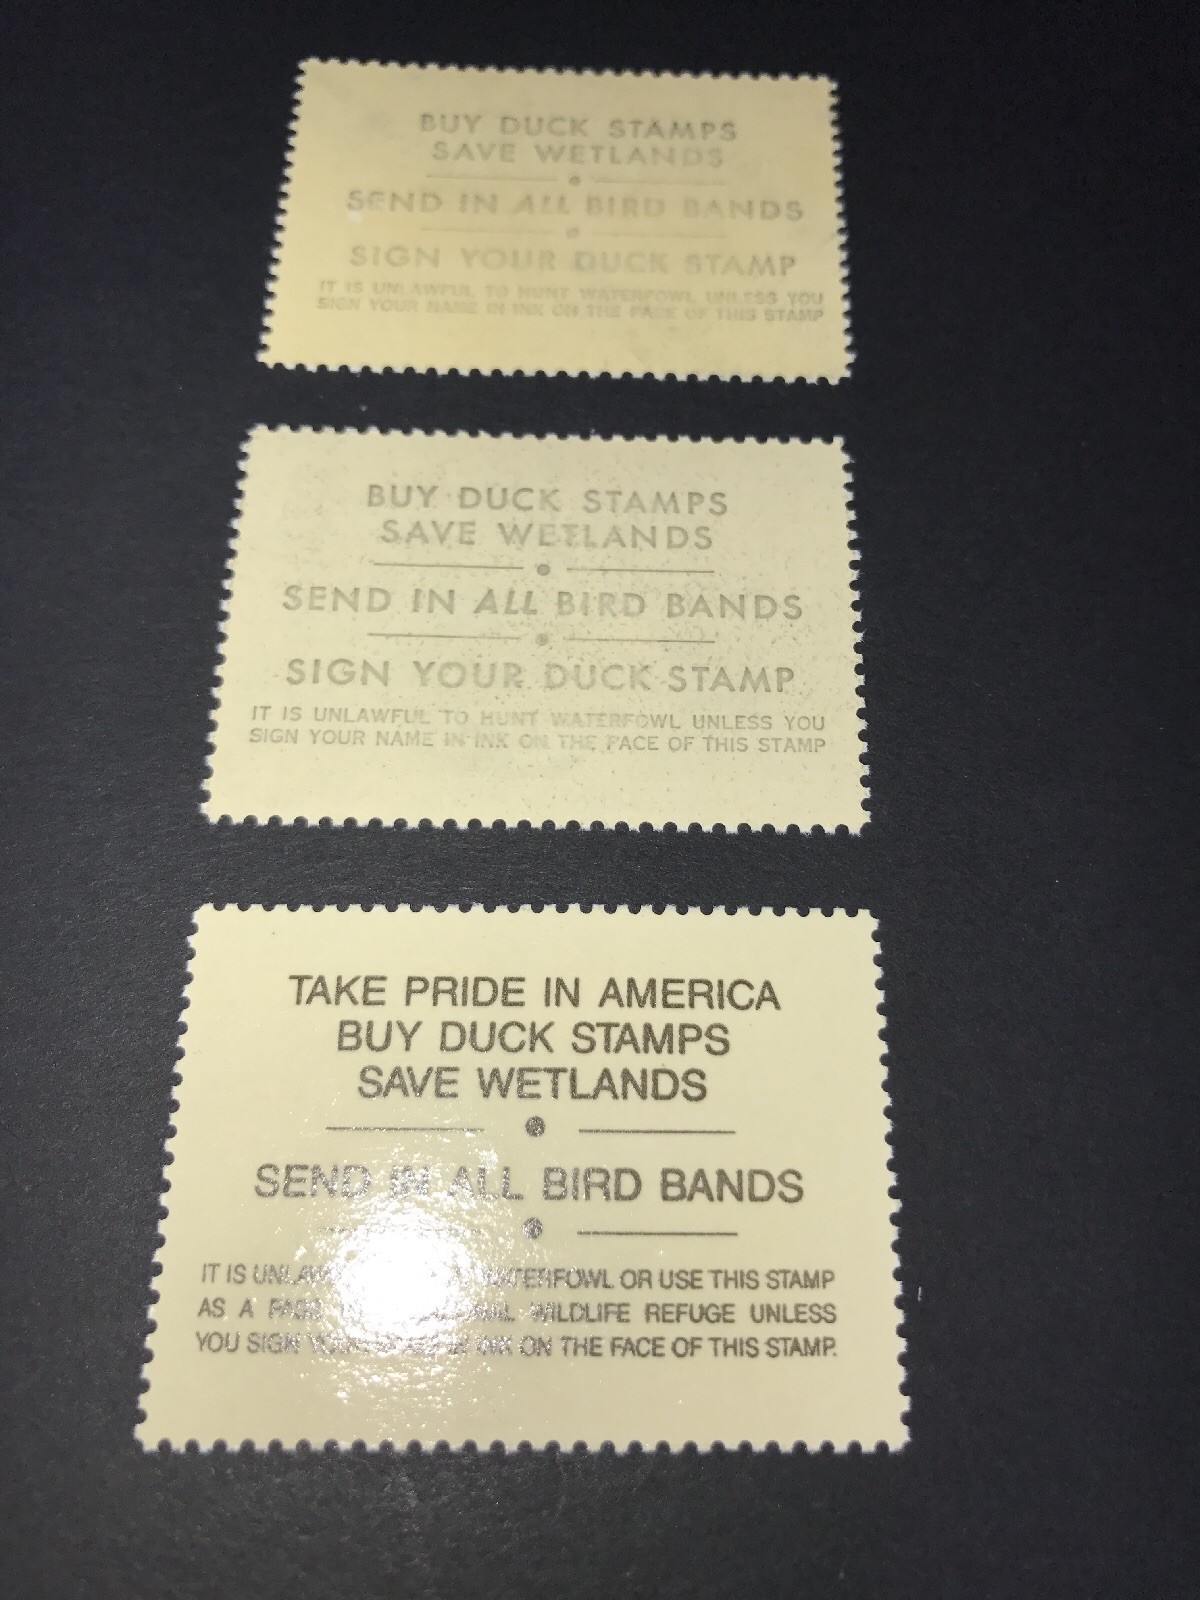 BUY DUCK STAMPS
SAVE WETLANDS
SEND IN ALL BIRD BANDS
SIGN YOUR DUCK STAMP
IT IS UNLAWFUL TO HUNT WATERFOWL UNLESS YOU
SIGN YOUR NAME IN INK ON THE FACE OF THIS STAMP
BUY DUCK STAMPS
SAVE WETLANDS
SEND IN ALL BIRD BANDS
SIGN YOUR DUCK STAMP
IT IS UNLAWFUL TO HUNT WATERFOWL UNLESS YOU
SIGN YOUR NAME IN INK ON THE FACE OF THIS STAMP
TAKE PRIDE IN AMERICA
BUY DUCK STAMPS
SAVE WETLANDS
SEND IN ALL BIRD BANDS
IT IS WATERFOWL OR USE THIS STAMP
AS A WILDLIFE REFUGE UNLESS
YOU SIGN IN INK ON THE FACE OF THIS STAMP.